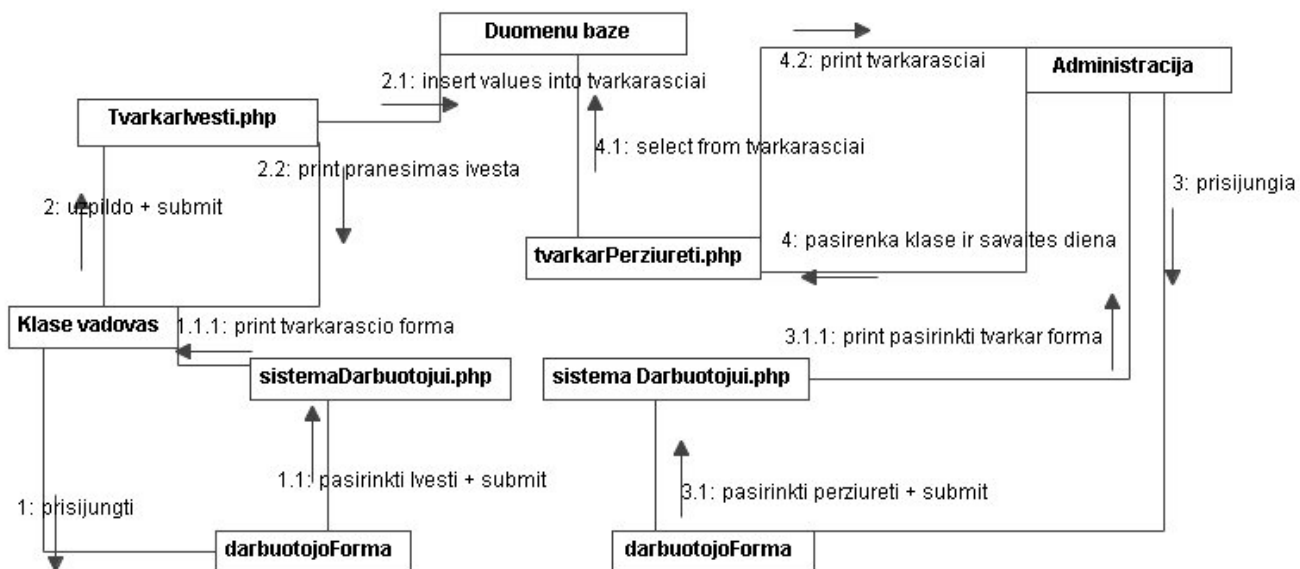 Duomenu baze
4.2: print tvarkarasciai
Administracija
2.1: insert values into tvarkarasciai
TvarkarIvesti.php
4.1: select from tvarkarasciai
2.2: print pranesimas ivesta
3: prisijungia
2: uzpildo + submit
4: pasirenka klase ir savaites diena
tvarkarPerziureti.php
Klase vadovas
1.1.1: print tvarkarascio forma
3.1.1: print pasirinkti tvarkar forma
sistemaDarbuotojui.php
sistema Darbuotojui.php
1.1: pasirinkti Ivesti + submit
3.1: pasirinkti perziureti + submit
1: prisijungti
darbuotojoForma
darbuotojoForma